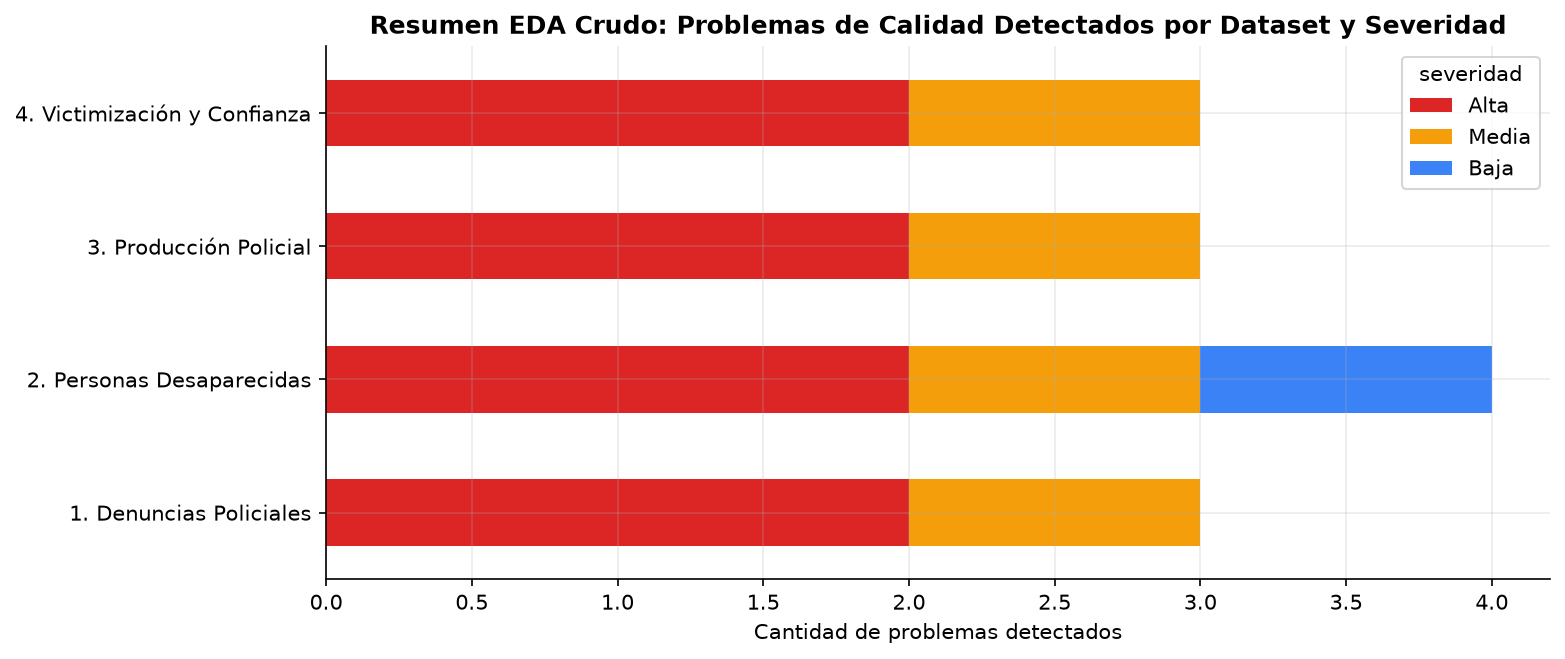 Resumen EDA Crudo: Problemas de Calidad Detectados por Dataset y Severidad
severidad
Alta
Media
Baja
4. Victimización y Confianza
3. Producción Policial
2. Personas Desaparecidas
1. Denuncias Policiales
0.0 0.5 1.0 1.5 2.0 2.5 3.0 3.5 4.0
Cantidad de problemas detectados